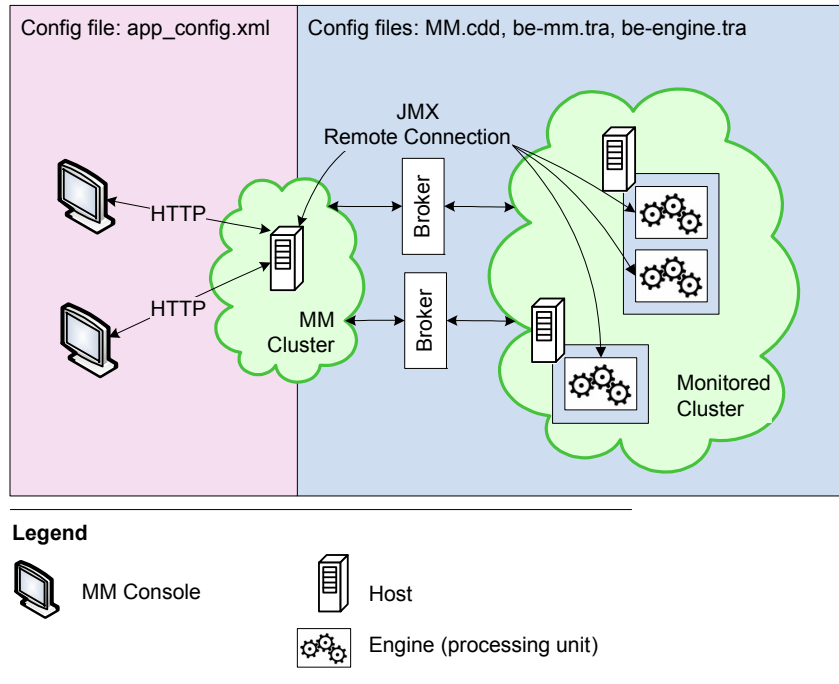 Config file: app_config.xml
Config files: MM.cdd, be-mm.tra, be-engine.tra
JMX
Remote Connection
HTTP
HTTP
Broker
Broker
MM
Cluster
Monitored
Cluster
Legend
MM Console
Host
Engine (processing unit)